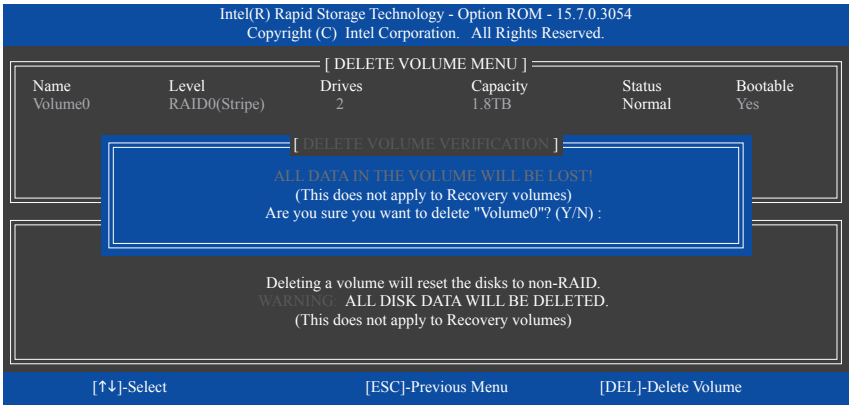 Intel(R) Rapid Storage Technology - Option ROM - 15.7.0.3054
Copyright (C) Intel Corporation. All Rights Reserved.
[ DELETE VOLUME MENU ]
Name Level Drives Capacity Status Bootable
Volume0 RAID0(Stripe) 2 1.8TB Normal Yes
[ DELETE VOLUME VERIFICATION ]
ALL DATA IN THE VOLUME WILL BE LOST!
(This does not apply to Recovery volumes)
Are you sure you want to delete "Volume0"? (Y/N) :
Deleting a volume will reset the disks to non-RAID.
WARNING: ALL DISK DATA WILL BE DELETED.
(This does not apply to Recovery volumes)
[↑↓]-Select [ESC]-Previous Menu [DEL]-Delete Volume